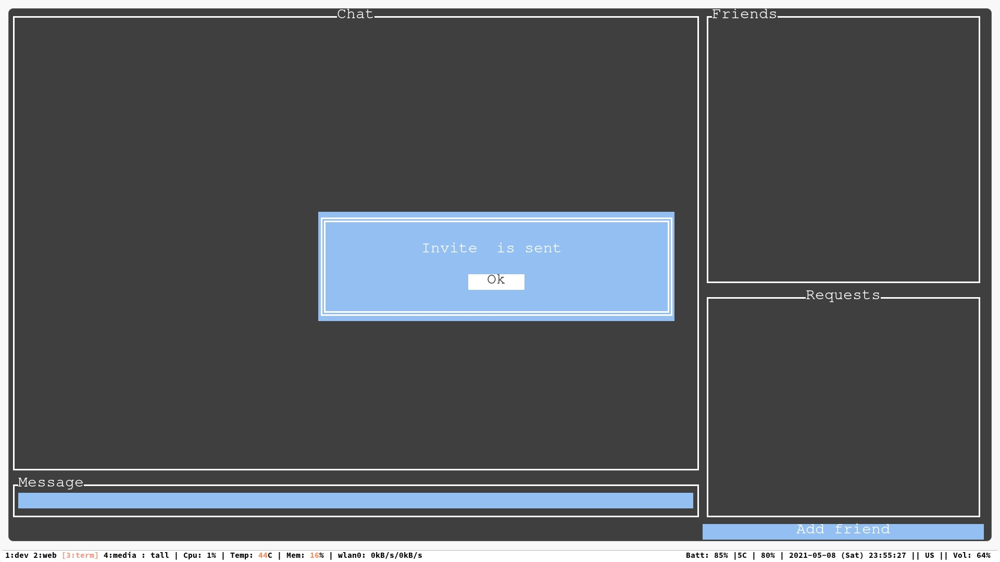 Chat
Friends
Invite  is sent
Ok
Requests
Message
Add friend
1:dev 2:web [3:term] 4:media : tall | Cpu: 1% | Temp: 44C | Mem: 16% | wlan0: 0kB/s/0kB/s
Batt: 85% |5C | 80% | 2021-05-08 (Sat) 23:55:27 || US || Vol: 64%